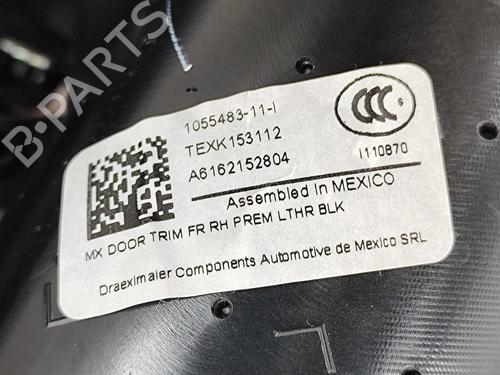 B-PARTS
1055483-11-I
TEXK153112
A6162152804
CCC
I110870
Assembled in MEXICO
MX DOOR TRIM FR RH PREM LTHR BLK
Draexlmaier Components Automotive de Mexico SRL
L